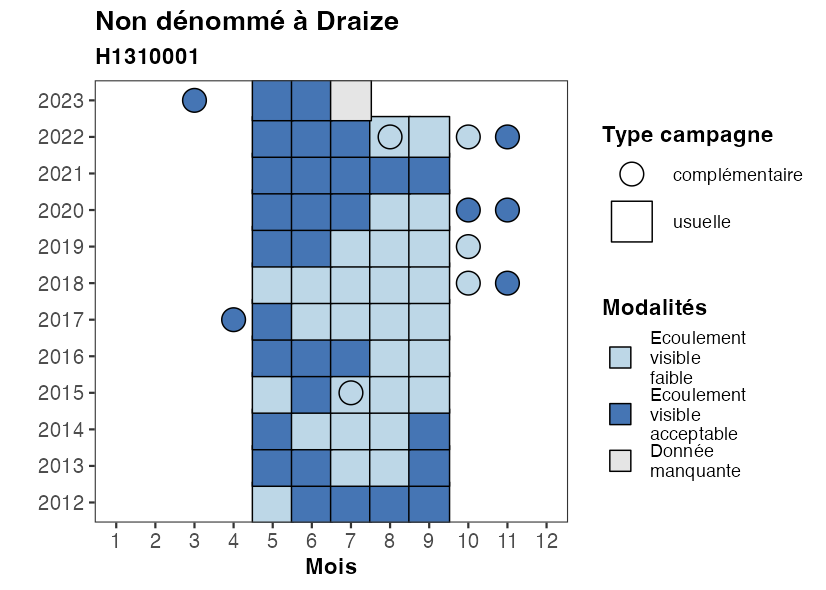 Non dénommé à Draize
H1310001
2023
2022
2021
2020
2019
2018
2017
2016
2015
2014
2013
2012
1 2 3 4 5 6 7 8 9 10 11 12
Mois
Type campagne
complémentaire
usuelle
Modalités
Ecoulement
visible
faible
Ecoulement
visible
acceptable
Donnée
manquante